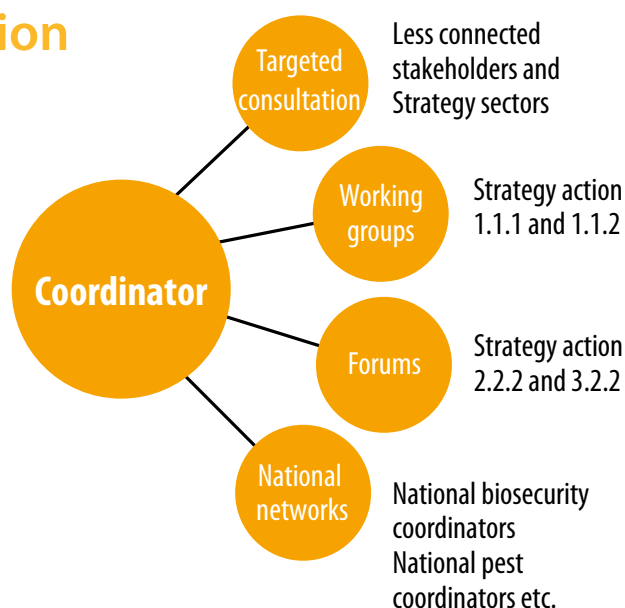 ion
Targeted
consultation
Less connected
stakeholders and
Strategy sectors
Working
groups
Strategy action
1.1.1 and 1.1.2
Coordinator
Forums
Strategy action
2.2.2 and 3.2.2
National
networks
National biosecurity
coordinators
National pest
coordinators etc.